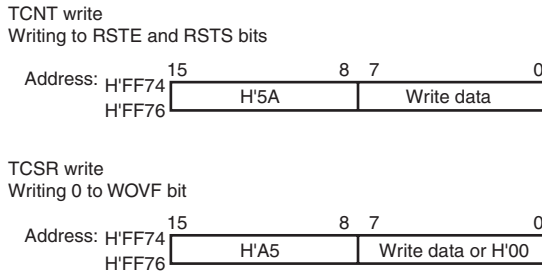 TCNT write
Writing to RSTE and RSTS bits
15 8 7 0
Address: H'FF74 H'5A Write data
H'FF76
TCSR write
Writing 0 to WOVF bit
15 8 7 0
Address: H'FF74 H'A5 Write data or H'00
H'FF76